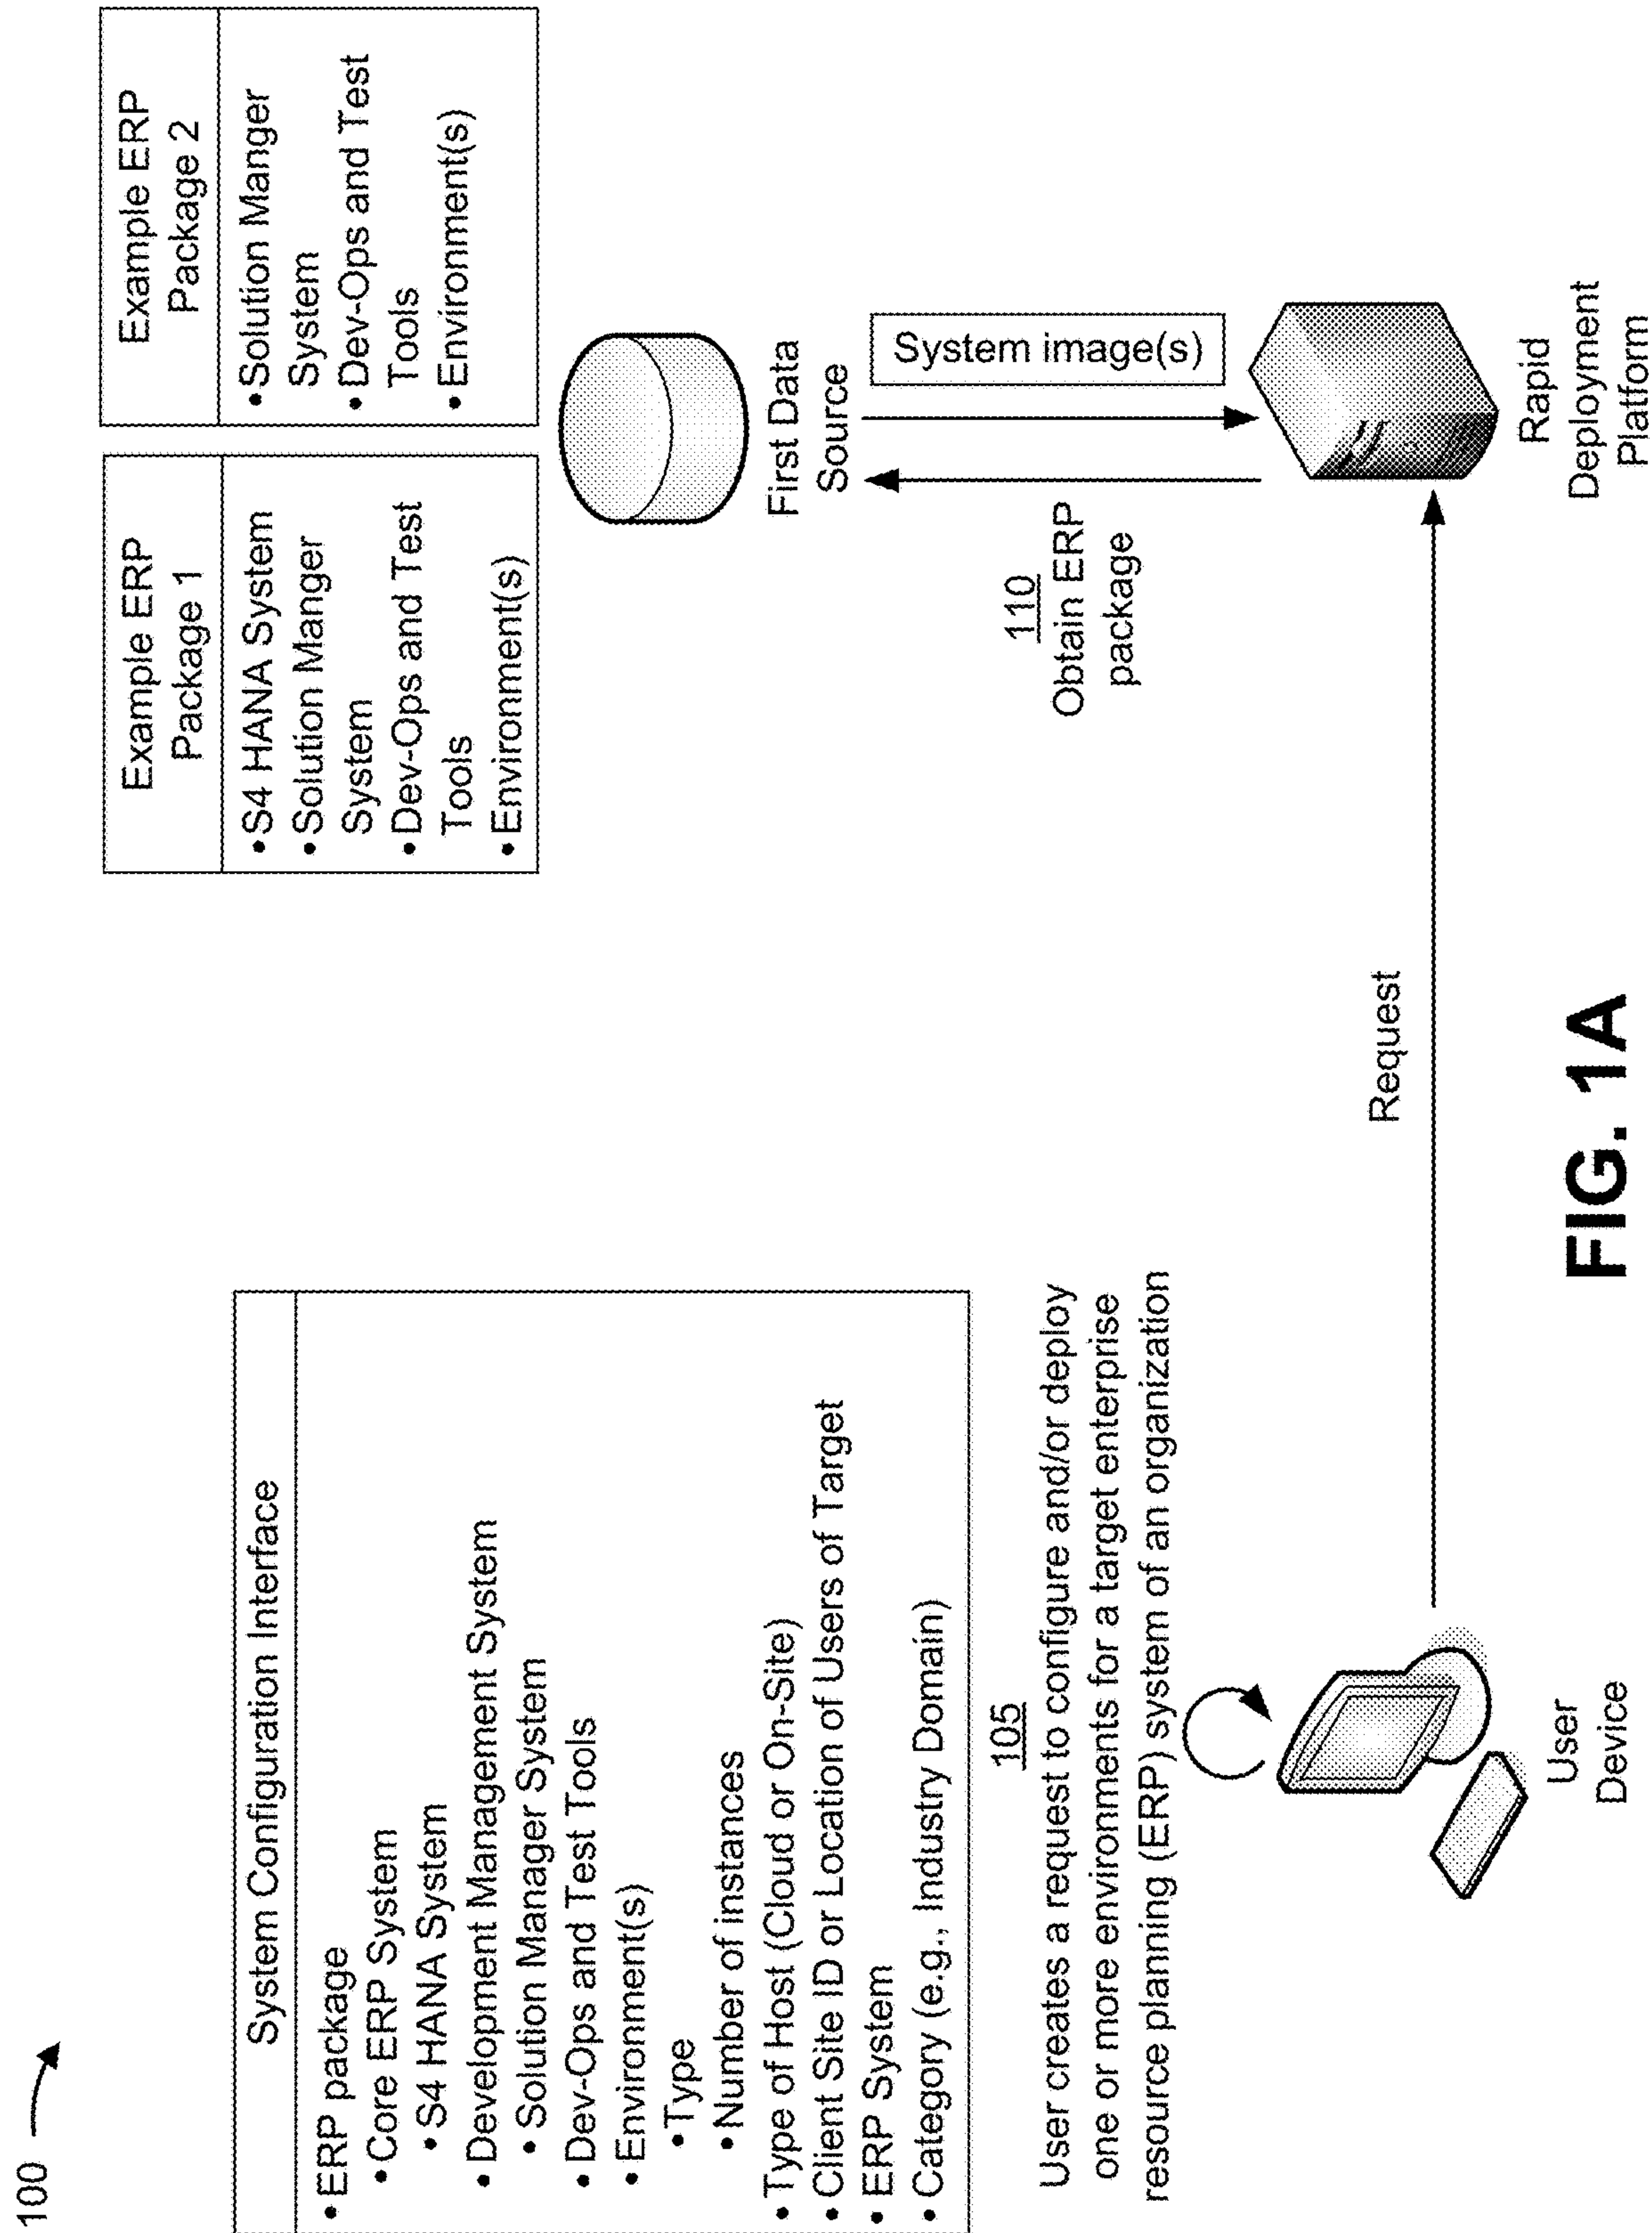 100
System Configuration Interface
• ERP package
• Core ERP System
• S4 HANA System
• Development Management System
• Solution Manager System
• Dev-Ops and Test Tools
• Environment(s)
• Type
• Number of instances
• Type of Host (Cloud or On-Site)
• Client Site ID or Location of Users of Target
• ERP System
• Category (e.g., Industry Domain)
105
User creates a request to configure and/or deploy
one or more environments for a target enterprise
resource planning (ERP) system of an organization
User
Device
Request
Example ERP
Package 1
• S4 HANA System
• Solution Manger
System
• Dev-Ops and Test
Tools
• Environment(s)
Example ERP
Package 2
• Solution Manger
System
• Dev-Ops and Test
Tools
• Environment(s)
First Data
Source
110
Obtain ERP
package
System image(s)
Rapid
Deployment
Platform
FIG. 1A